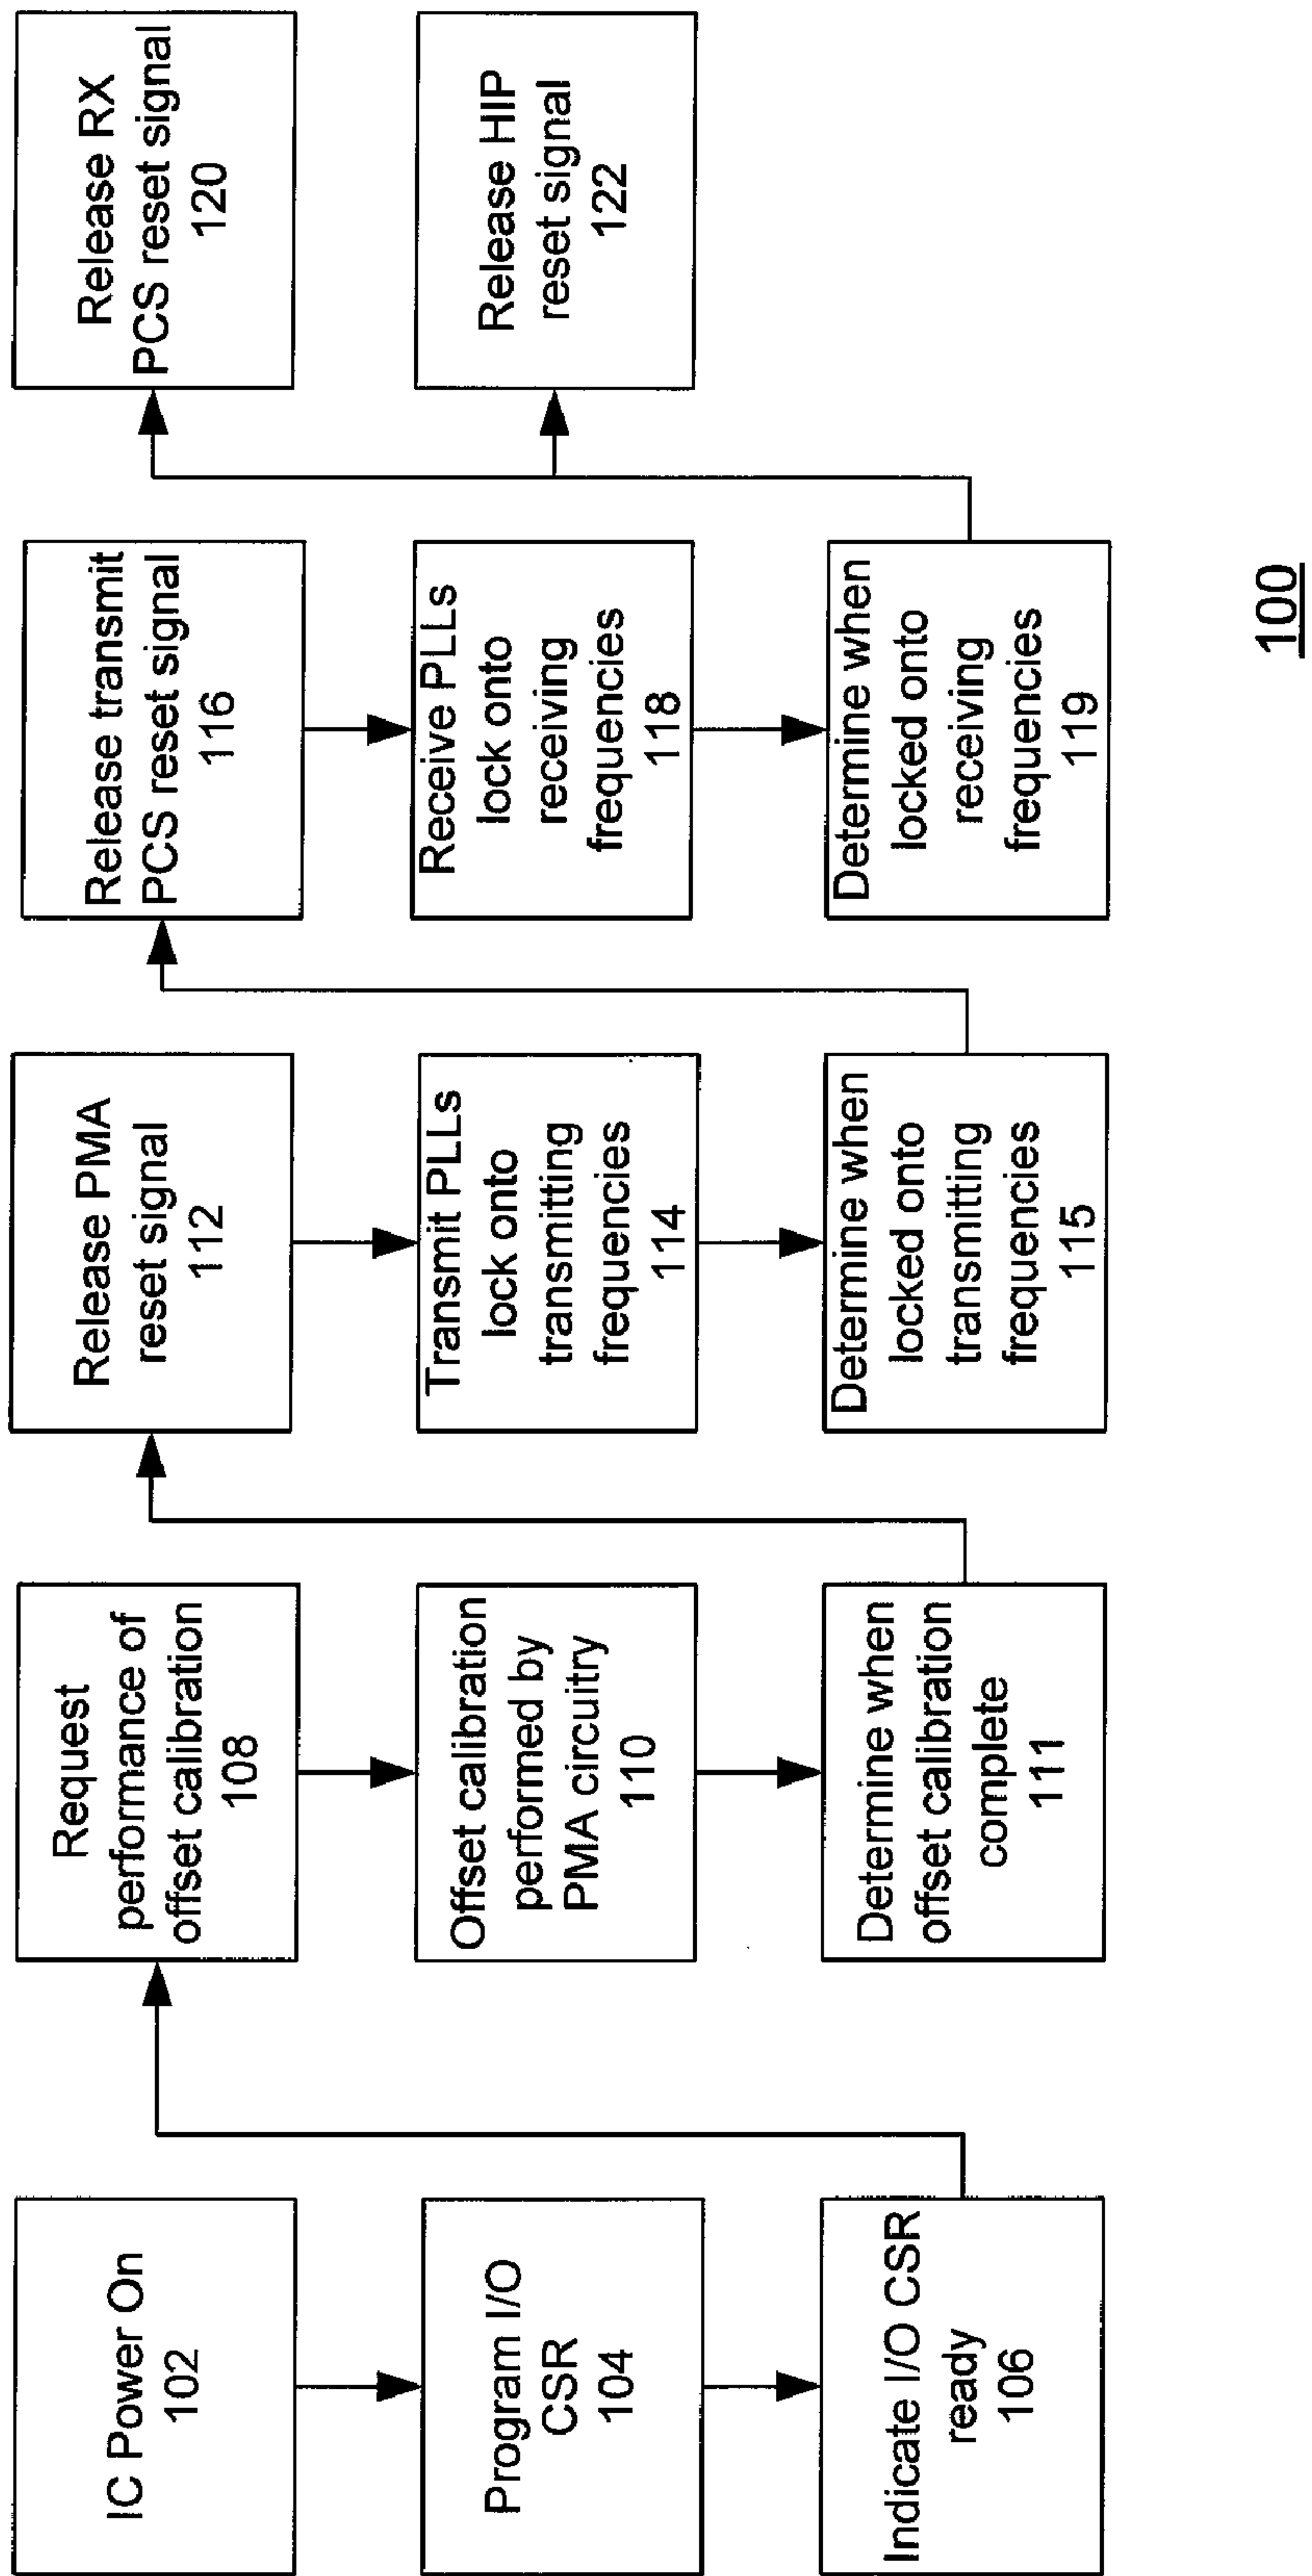 IC Power On
102
Program I/O
CSR
104
Indicate I/O CSR
ready
106
Request
performance of
offset calibration
108
Offset calibration
performed by
PMA circuitry
110
Determine when
offset calibration
complete
111
Release PMA
reset signal
112
Transmit PLLs
lock onto
transmitting
frequencies
114
Determine when
locked onto
transmitting
frequencies
115
Release transmit
PCS reset signal
116
Receive PLLs
lock onto
receiving
frequencies
118
Determine when
locked onto
receiving
frequencies
119
Release RX
PCS reset signal
120
Release HIP
reset signal
122
100